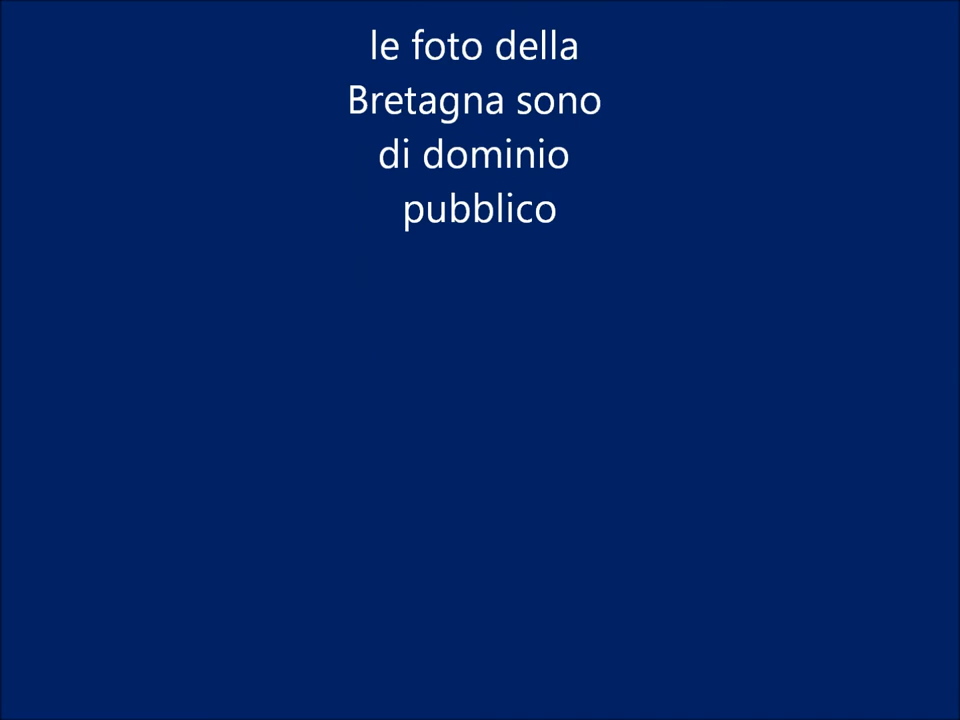 le foto della
Bretagna sono
di dominio
pubblico